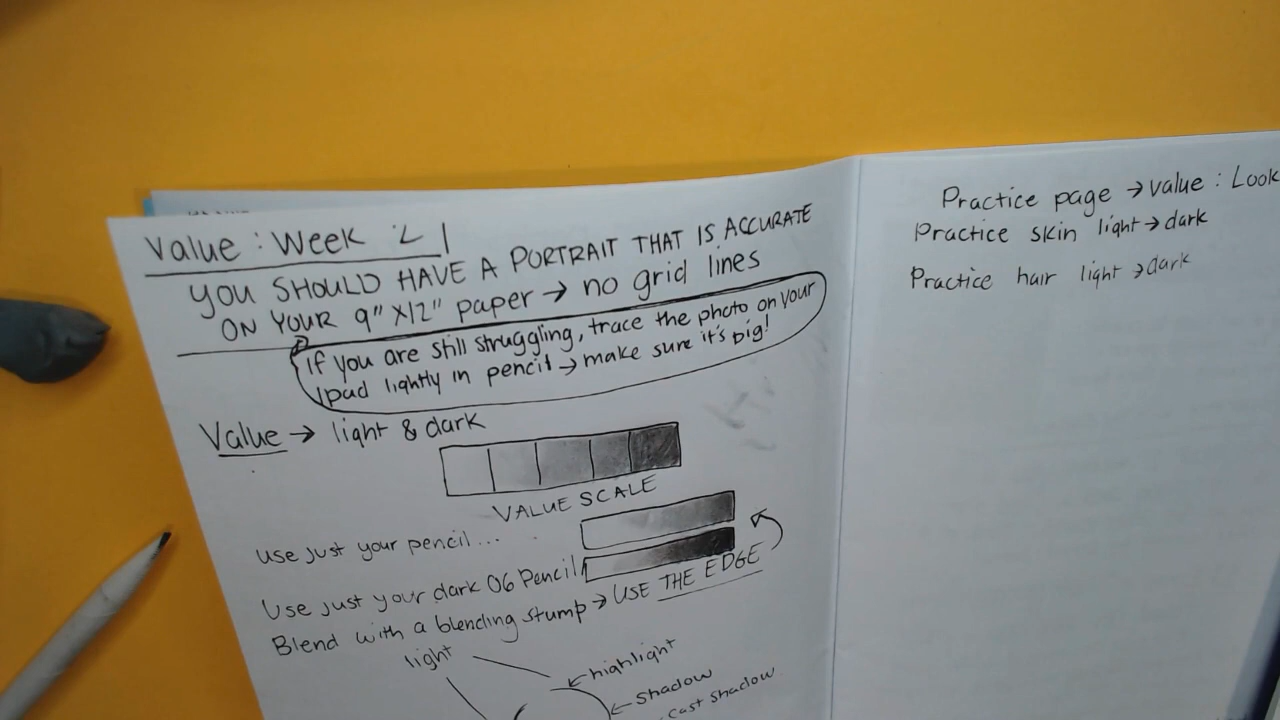 Value : Week
YOU SHOULD HAVE A PORTRAIT THAT IS ACCURATE
ON YOUR 9" X12" paper → no grid lines
If you are still struggling, trace the photo on your
Ipad lightly in pencil → make sure it's big!
Value → light & dark
VALUE SCALE
use just your pencil...
Use just your dark 06 Pencil
Blend with a blending stump → USE THE EDGE
light
highlight
shadow
cast shadow
Practice page → value : Look
Practice skin light → dark
Practice hair light → dark